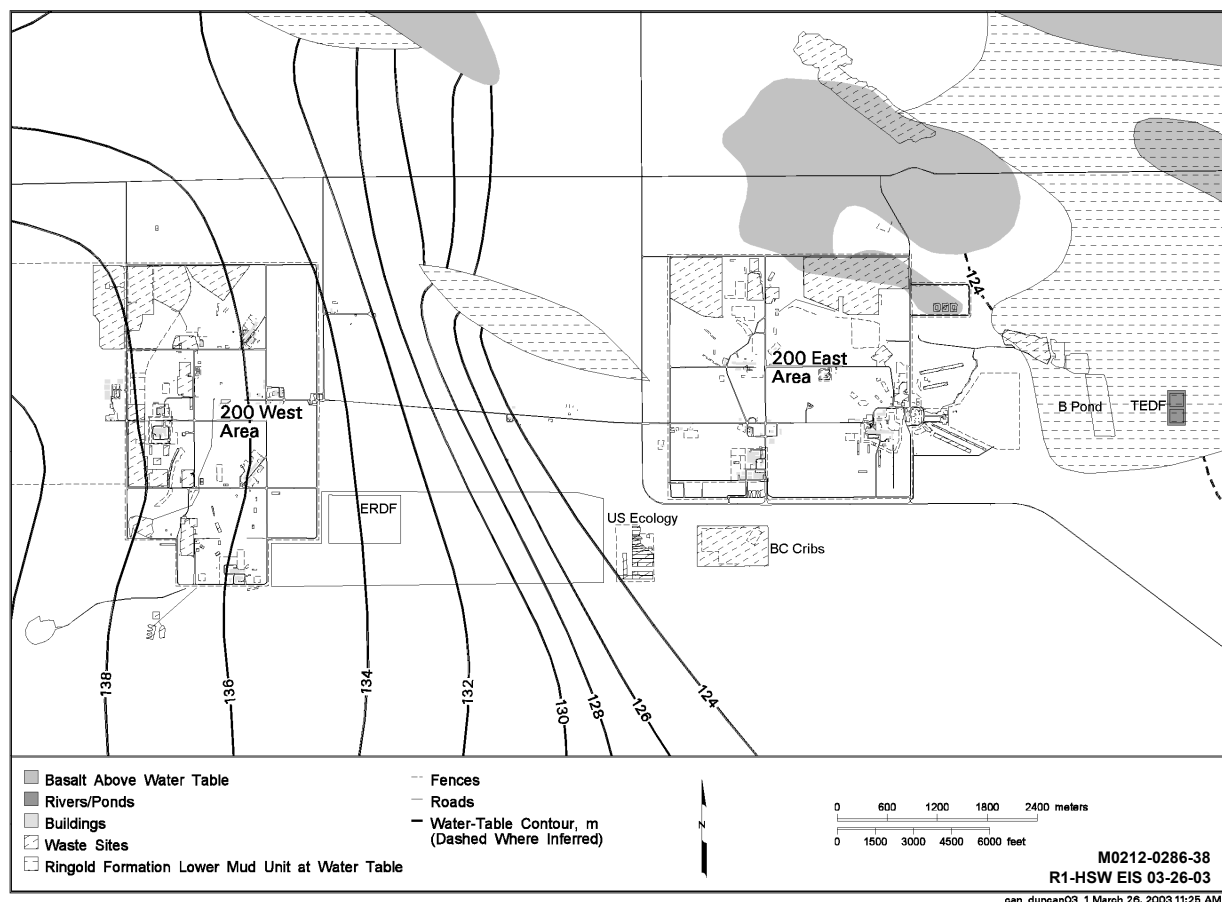 124
200 East
Area
200 West
Area
B Pond
TEDF
ERDF
US Ecology
BC Cribs
138
136
134
132
130
128
126
124
Basalt Above Water Table
Rivers/Ponds
Buildings
Waste Sites
Ringold Formation Lower Mud Unit at Water Table
Fences
Roads
Water-Table Contour, m
(Dashed Where Inferred)
N
0 600 1200 1800 2400 meters
0 1500 3000 4500 6000 feet
M0212-0286-38
R1-HSW EIS 03-26-03
can_duncan03_1 March 26, 2003 11:25 AM